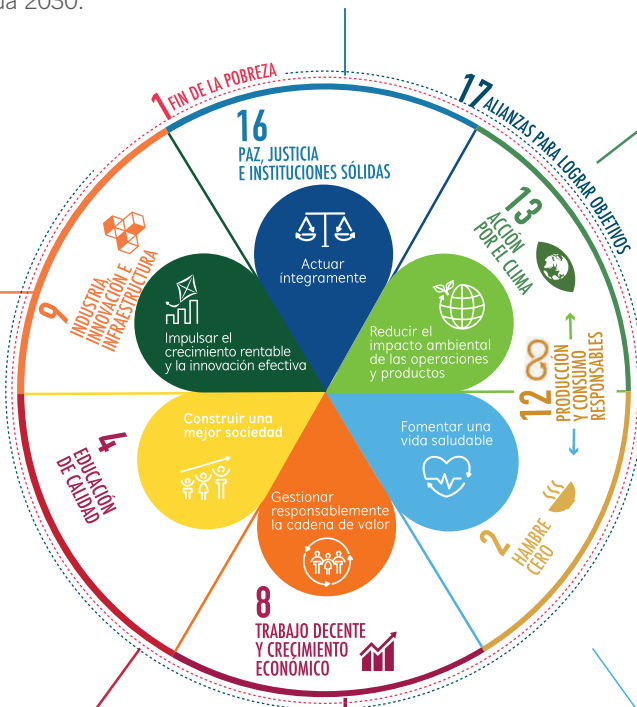 da 2030.
1 FIN DE LA POBREZA
17 ALIANZAS PARA LOGRAR OBJETIVOS
16
PAZ, JUSTICIA
E INSTITUCIONES SÓLIDAS
13
ACCIÓN
POR EL CLIMA
9
INDUSTRIA,
INNOVACIÓN E
INFRAESTRUCTURA
Actuar
íntegramente
Impulsar el
crecimiento rentable
y la innovación efectiva
Reducir el
impacto ambiental
de las operaciones
y productos
12
PRODUCCIÓN
Y CONSUMO
RESPONSABLES
Construir una
mejor sociedad
Fomentar una
vida saludable
4
EDUCACIÓN
DE CALIDAD
Gestionar
responsablemente
la cadena de valor
2
HAMBRE
CERO
8
TRABAJO DECENTE
Y CRECIMIENTO
ECONÓMICO